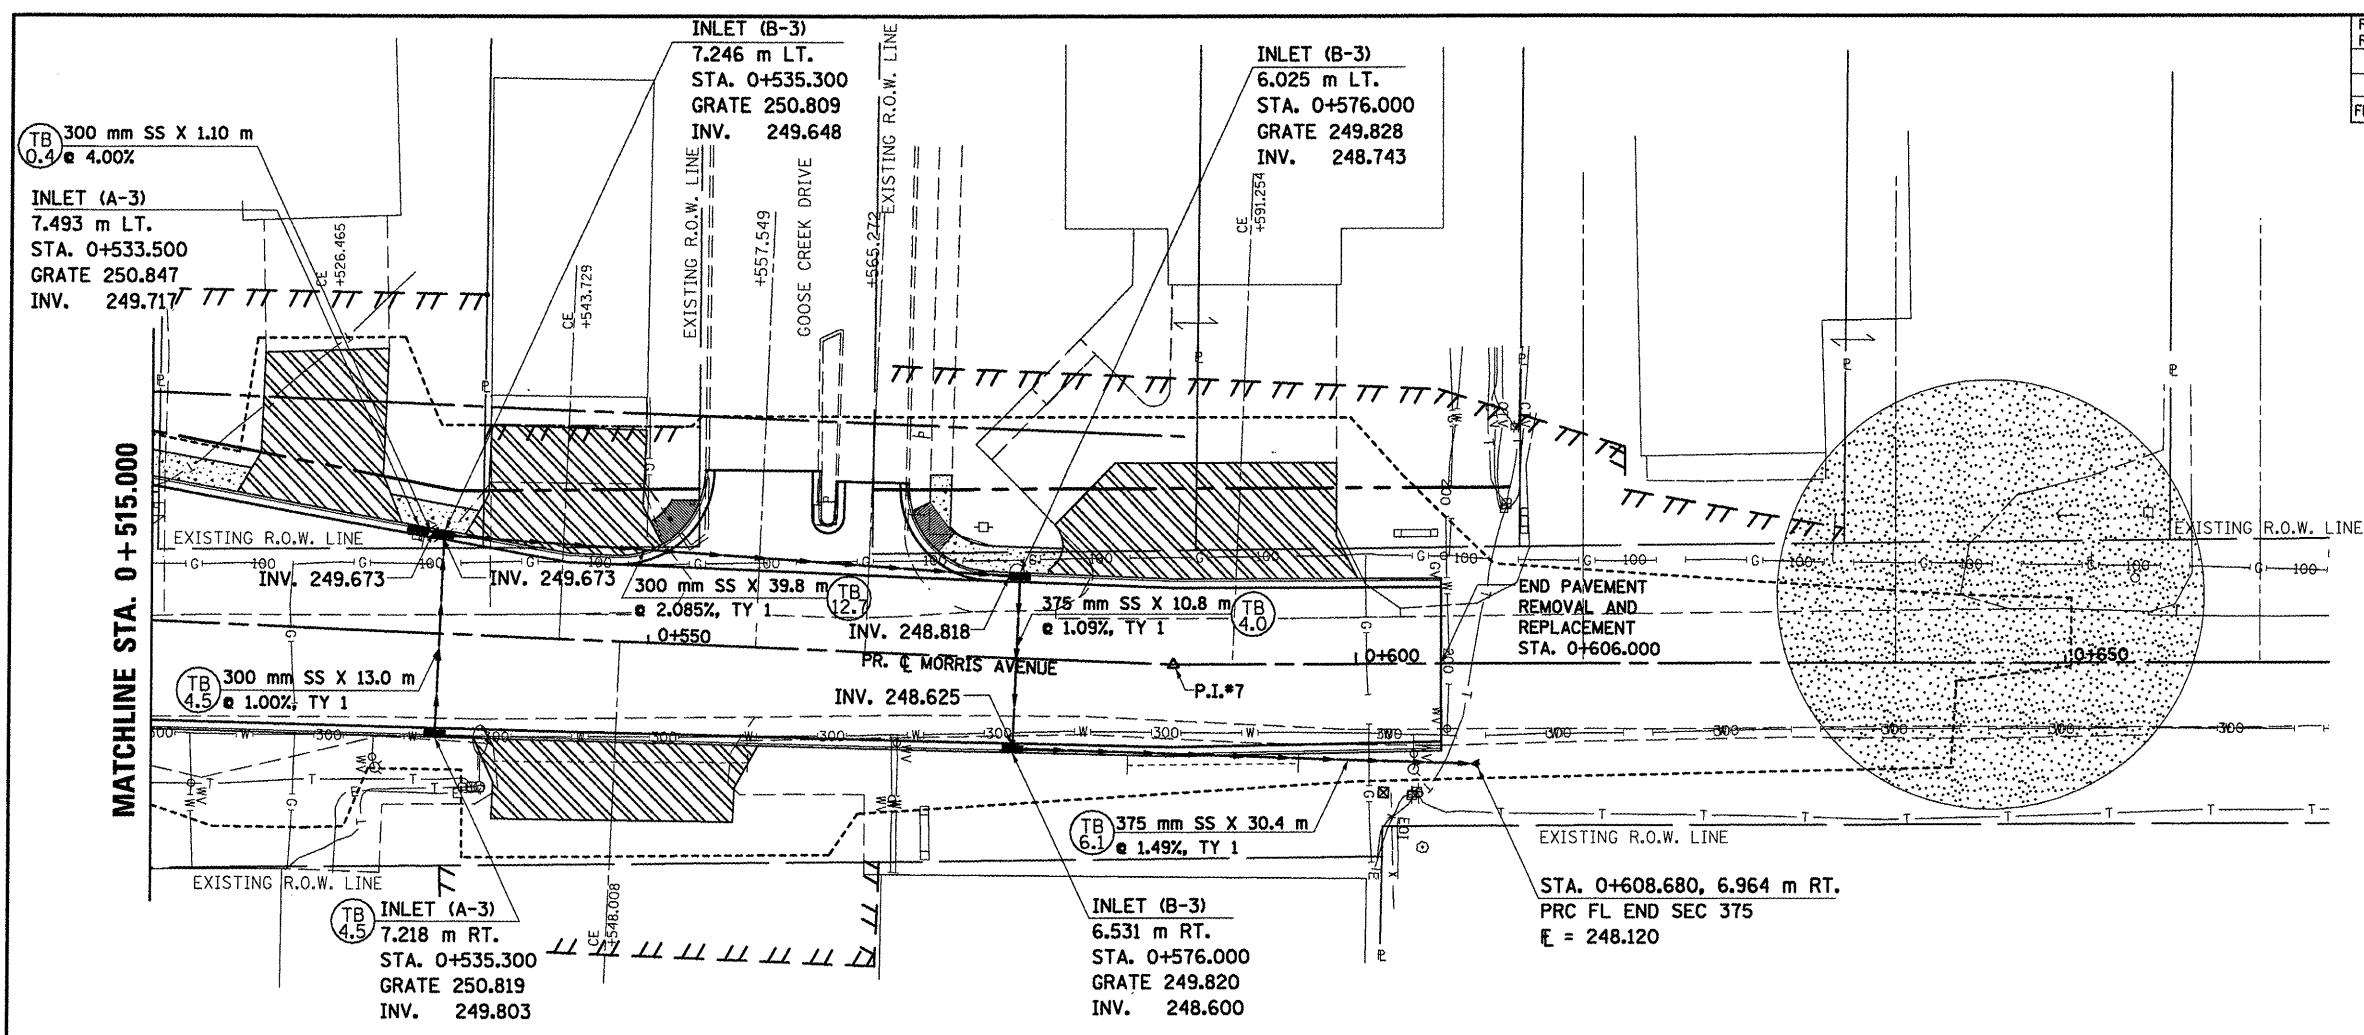 INLET (B-3)
7.246 m LT.
STA. 0+535.300
GRATE 250.809
INV. 249.648
EXISTING R.O.W. LINE
INLET (B-3)
6.025 m LT.
STA. 0+576.000
GRATE 249.828
INV. 248.743
TB
0.4
300 mm SS X 1.10 m
@ 4.00%
INLET (A-3)
7.493 m LT.
STA. 0+533.500
GRATE 250.847
INV. 249.717
CE
+526.465
CE
+543.729
EXISTING R.O.W. LINE
+557.549
GOOSE CREEK DRIVE
+565.272
CE
+591.254
MATCHLINE STA. 0+515.000
EXISTING R.O.W. LINE
EXISTING R.O.W. LINE
INV. 249.673
INV. 249.673
300 mm SS X 39.8 m
@ 2.085%, TY 1
TB
12.7
375 mm SS X 10.8 m
@ 1.09%, TY 1
TB
4.0
END PAVEMENT
REMOVAL AND
REPLACEMENT
STA. 0+606.000
INV. 248.818
0+550
PR. ℄ MORRIS AVENUE
0+600
0+650
P.I.#7
TB
4.5
300 mm SS X 13.0 m
@ 1.00%, TY 1
INV. 248.625
TB
6.1
375 mm SS X 30.4 m
@ 1.49%, TY 1
EXISTING R.O.W. LINE
EXISTING R.O.W. LINE
TB
4.5
INLET (A-3)
7.218 m RT.
STA. 0+535.300
GRATE 250.819
INV. 249.803
CE
+548.008
INLET (B-3)
6.531 m RT.
STA. 0+576.000
GRATE 249.820
INV. 248.600
STA. 0+608.680, 6.964 m RT.
PRC FL END SEC 375
FL = 248.120